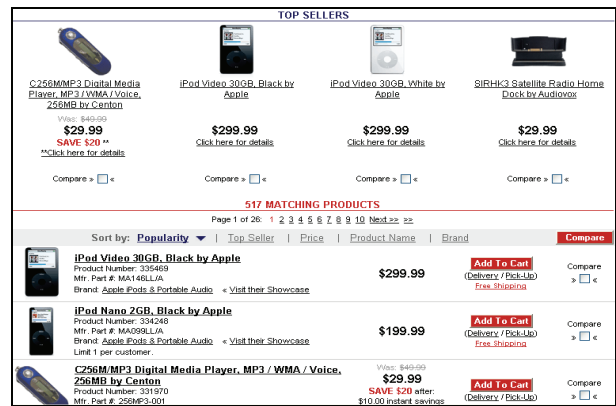 TOP SELLERS
C256M/MP3 Digital Media
Player, MP3 / WMA / Voice,
256MB by Centon
Was: $49.99
$29.99
SAVE $20 **
**Click here for details
Compare » «
iPod Video 30GB, Black by
Apple
$299.99
Click here for details
Compare » «
iPod Video 30GB, White by
Apple
$299.99
Click here for details
Compare » «
SIRHK3 Satellite Radio Home
Dock by Audiovox
$29.99
Click here for details
Compare » «
517 MATCHING PRODUCTS
Page 1 of 26: 1 2 3 4 5 6 7 8 9 10 Next >> >>
Sort by: Popularity | Top Seller | Price | Product Name | Brand
Compare
iPod Video 30GB, Black by Apple
Product Number: 335469
Mfr. Part #: MA146LL/A
Brand: Apple iPods & Portable Audio « Visit their Showcase
$299.99
Add To Cart
(Delivery / Pick-Up)
Free Shipping
Compare
» «
iPod Nano 2GB, Black by Apple
Product Number: 334248
Mfr. Part #: MA099LL/A
Brand: Apple iPods & Portable Audio « Visit their Showcase
Limit 1 per customer.
$199.99
Add To Cart
(Delivery / Pick-Up)
Free Shipping
Compare
» «
C256M/MP3 Digital Media Player, MP3 / WMA / Voice,
256MB by Centon
Product Number: 331970
Mfr. Part #: 256MP3-001
Was: $49.99
$29.99
SAVE $20 after:
$10.00 instant savings
Add To Cart
(Delivery / Pick-Up)
Compare
» «